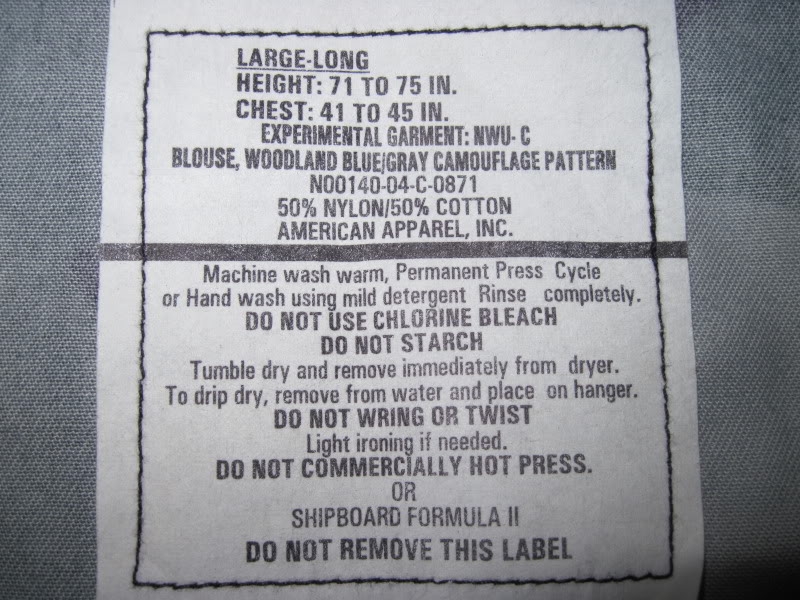 LARGE-LONG
HEIGHT: 71 TO 75 IN.
CHEST: 41 TO 45 IN.
EXPERIMENTAL GARMENT: NWU- C
BLOUSE, WOODLAND BLUE/GRAY CAMOUFLAGE PATTERN
N00140-04-C-0871
50% NYLON/50% COTTON
AMERICAN APPAREL, INC.
Machine wash warm, Permanent Press Cycle
or Hand wash using mild detergent Rinse completely.
DO NOT USE CHLORINE BLEACH
DO NOT STARCH
Tumble dry and remove immediately from dryer.
To drip dry, remove from water and place on hanger.
DO NOT WRING OR TWIST
Light ironing if needed.
DO NOT COMMERCIALLY HOT PRESS.
OR
SHIPBOARD FORMULA II
DO NOT REMOVE THIS LABEL